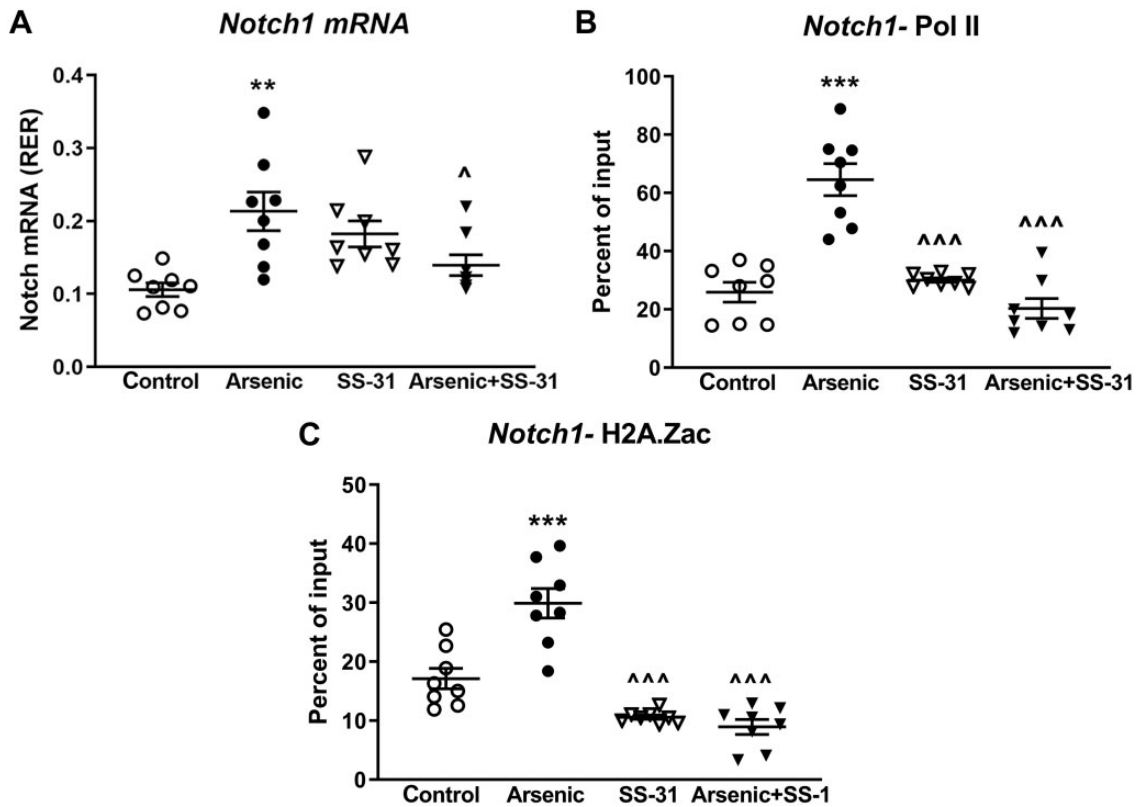 A
Notch1 mRNA
Notch mRNA (RER)
0.4
0.3
0.2
0.1
0.0
**
^
Control Arsenic SS-31 Arsenic+SS-31
B
Notch1- Pol II
Percent of input
100
80
60
40
20
0
***
^^^
^^^
Control Arsenic SS-31 Arsenic+SS-31
C
Notch1- H2A.Zac
Percent of input
50
40
30
20
10
0
***
^^^ ^^^
Control Arsenic SS-31 Arsenic+SS-1